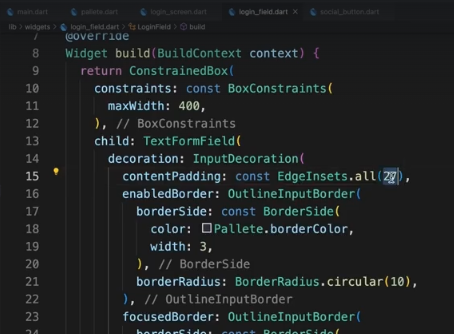 main.dart pallete.dart login_screen.dart login_field.dart social_button.dart
lib > widgets > login_field.dart > LoginField > build
7 @override
8 Widget build(BuildContext context) {
9 return ConstrainedBox(
10 constraints: const BoxConstraints(
11 maxWidth: 400,
12 ), // BoxConstraints
13 child: TextFormField(
14 decoration: InputDecoration(
15 contentPadding: const EdgeInsets.all(27),
16 enabledBorder: OutlineInputBorder(
17 borderSide: const BorderSide(
18 color: Pallete.borderColor,
19 width: 3,
20 ), // BorderSide
21 borderRadius: BorderRadius.circular(10),
22 ), // OutlineInputBorder
23 focusedBorder: OutlineInputBorder(
borderSide: const BorderSide(